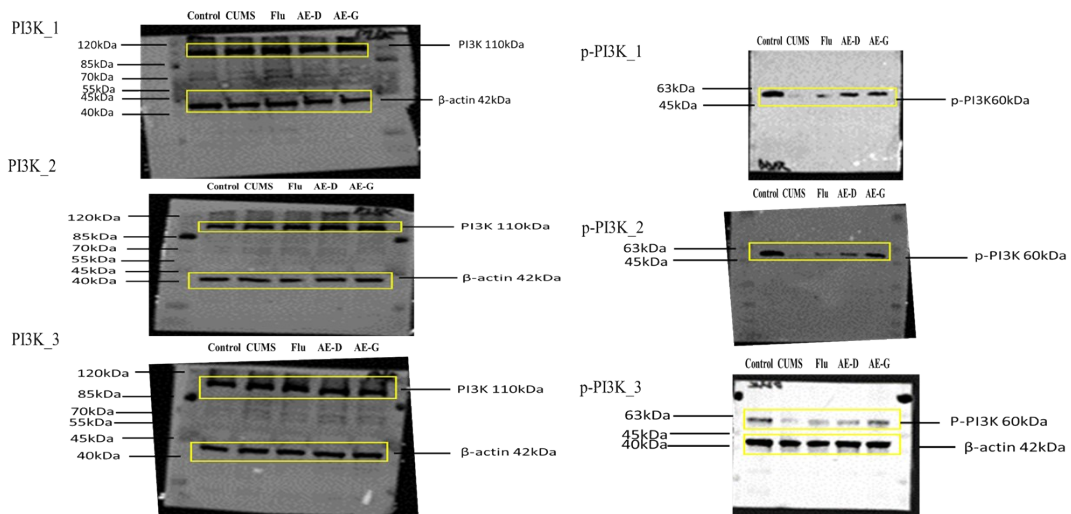 PI3K_1
Control CUMS Flu AE-D AE-G
120kDa
85kDa
70kDa
55kDa
45kDa
40kDa
PI3K 110kDa
β-actin 42kDa
PI3K_2
Control CUMS Flu AE-D AE-G
120kDa
85kDa
70kDa
55kDa
45kDa
40kDa
PI3K 110kDa
β-actin 42kDa
PI3K_3
Control CUMS Flu AE-D AE-G
120kDa
85kDa
70kDa
55kDa
45kDa
40kDa
PI3K 110kDa
β-actin 42kDa
p-PI3K_1
Control CUMS Flu AE-D AE-G
63kDa
45kDa
p-PI3K60kDa
p-PI3K_2
Control CUMS Flu AE-D AE-G
63kDa
45kDa
p-PI3K 60kDa
p-PI3K_3
Control CUMS Flu AE-D AE-G
63kDa
45kDa
40kDa
P-PI3K 60kDa
β-actin 42kDa